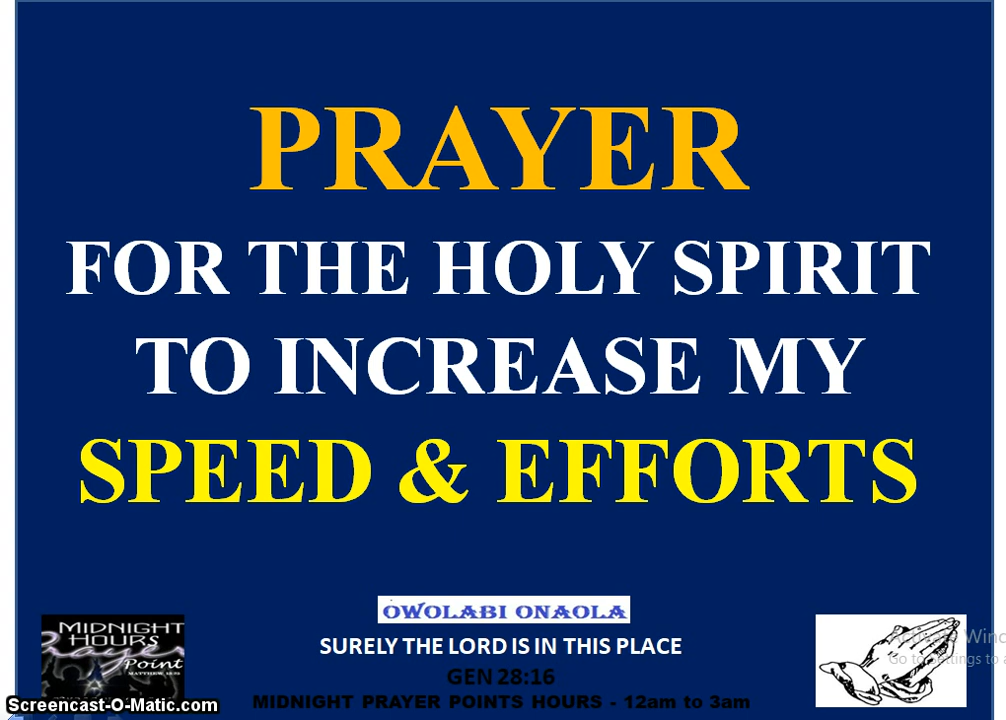 PRAYER
FOR THE HOLY SPIRIT
TO INCREASE MY
SPEED & EFFORTS
OWOLABI ONAOLA
SURELY THE LORD IS IN THIS PLACE
GEN 28:16
MIDNIGHT PRAYER POINTS HOURS - 12am to 3am
MIDNIGHT
HOURS
Prayer
Point
Screencast-O-Matic.com